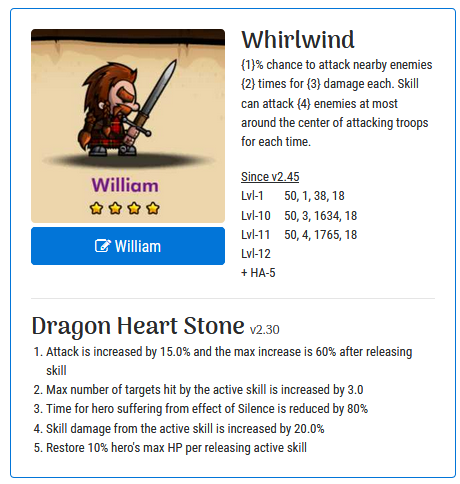 Whirlwind
{1}% chance to attack nearby enemies
{2} times for {3} damage each. Skill
can attack {4} enemies at most
around the center of attacking troops
for each time.
William
Since v2.45
Lvl-1 50, 1, 38, 18
Lvl-10 50, 3, 1634, 18
Lvl-11 50, 4, 1765, 18
Lvl-12
+ HA-5
William
Dragon Heart Stone v2.30
1. Attack is increased by 15.0% and the max increase is 60% after releasing
skill
2. Max number of targets hit by the active skill is increased by 3.0
3. Time for hero suffering from effect of Silence is reduced by 80%
4. Skill damage from the active skill is increased by 20.0%
5. Restore 10% hero's max HP per releasing active skill